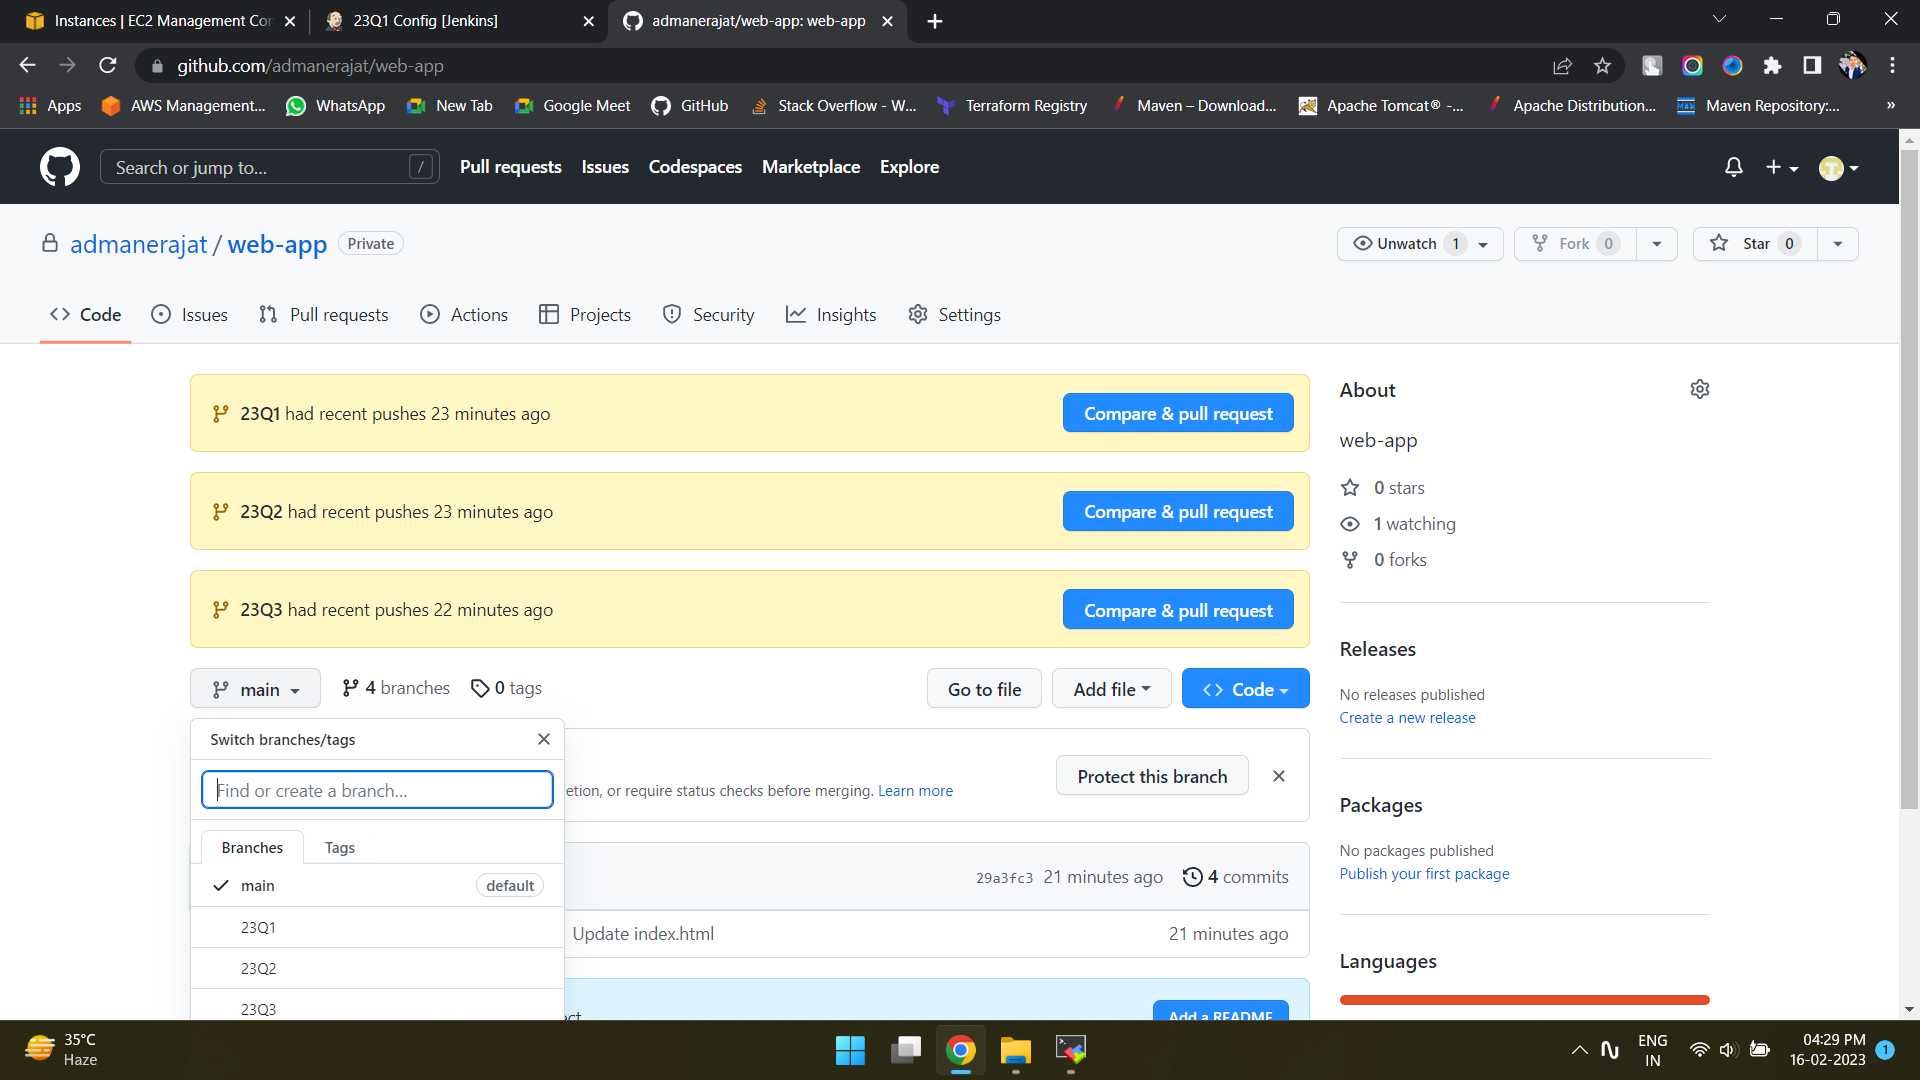 Instances | EC2 Management Con
23Q1 Config [Jenkins]
admanerajat/web-app: web-app
github.com/admanerajat/web-app
Apps
AWS Management...
WhatsApp
New Tab
Google Meet
GitHub
Stack Overflow - W...
Terraform Registry
Maven – Download...
Apache Tomcat® -...
Apache Distribution...
Maven Repository:...
»
Search or jump to...
/
Pull requests
Issues
Codespaces
Marketplace
Explore
admanerajat / web-app
Private
Unwatch 1
Fork 0
Star 0
Code
Issues
Pull requests
Actions
Projects
Security
Insights
Settings
23Q1 had recent pushes 23 minutes ago
Compare & pull request
23Q2 had recent pushes 23 minutes ago
Compare & pull request
23Q3 had recent pushes 22 minutes ago
Compare & pull request
main
4 branches
0 tags
Go to file
Add file
Code
Switch branches/tags
Find or create a branch...
Branches
Tags
main
default
23Q1
23Q2
23Q3
etion, or require status checks before merging. Learn more
Protect this branch
29a3fc3 21 minutes ago
4 commits
Update index.html
21 minutes ago
ect
Add a README
About
web-app
0 stars
1 watching
0 forks
Releases
No releases published
Create a new release
Packages
No packages published
Publish your first package
Languages
35°C
Haze
ENG
IN
04:29 PM
16-02-2023
1